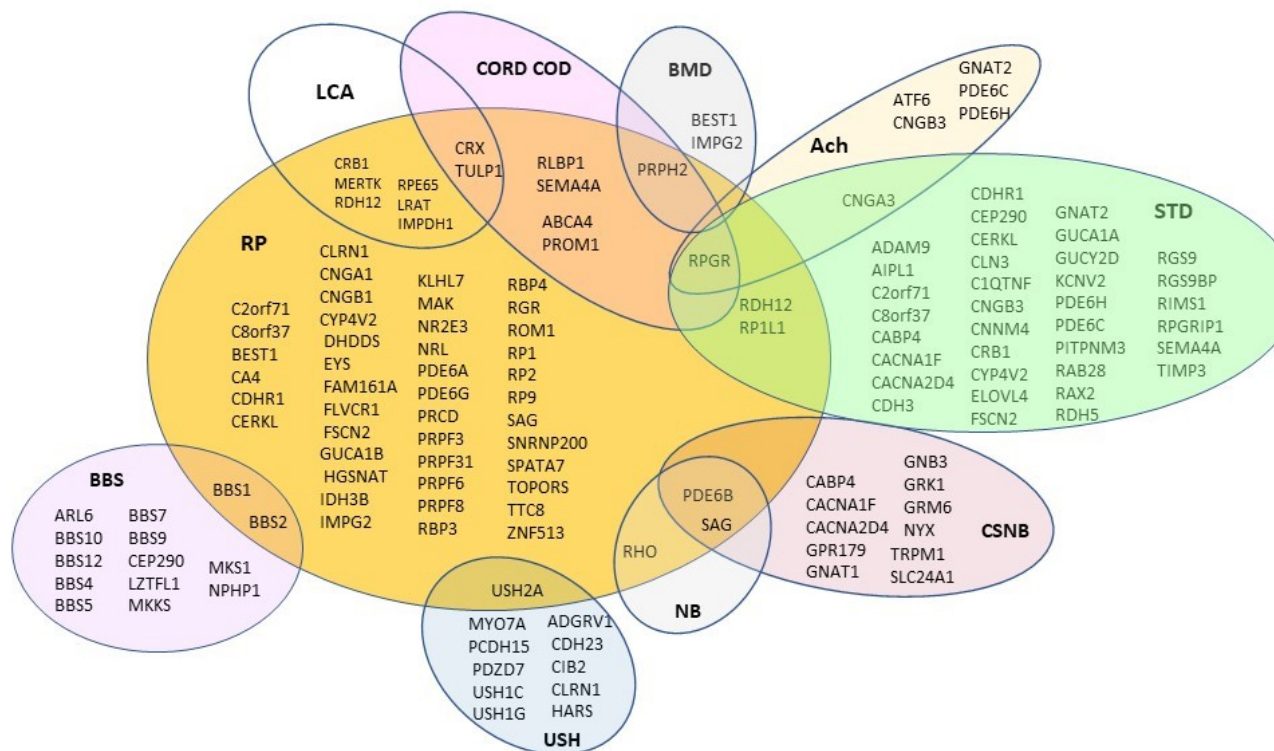 CORD COD
LCA
BMD
BEST1
IMPG2
GNAT2
PDE6C
PDE6H
ATF6
CNGB3
Ach
CRB1
MERTK
RDH12
RPE65
LRAT
IMPDH1
CRX
TULP1
RLBP1
SEMA4A
ABCA4
PROM1
PRPH2
CNGA3
RPGR
RDH12
RP1L1
STD
ADAM9
AIPL1
C2orf71
C8orf37
CABP4
CACNA1F
CACNA2D4
CDH3
CDHR1
CEP290
CERKL
CLN3
C1QTNF
CNGB3
CNNM4
CRB1
CYP4V2
ELOVL4
FSCN2
GNAT2
GUCA1A
GUCY2D
KCNV2
PDE6H
PDE6C
PITPNM3
RAB28
RAX2
RDH5
RGS9
RGS9BP
RIMS1
RPGRIP1
SEMA4A
TIMP3
RP
C2orf71
C8orf37
BEST1
CA4
CDHR1
CERKL
CLRN1
CNGA1
CNGB1
CYP4V2
DHDDS
EYS
FAM161A
FLVCR1
FSCN2
GUCA1B
HGSNAT
IDH3B
IMPG2
KLHL7
MAK
NR2E3
NRL
PDE6A
PDE6G
PRCD
PRPF3
PRPF31
PRPF6
PRPF8
RBP3
RBP4
RGR
ROM1
RP1
RP2
RP9
SAG
SNRNP200
SPATA7
TOPORS
TTC8
ZNF513
BBS
BBS1
BBS2
ARL6
BBS10
BBS12
BBS4
BBS5
BBS7
BBS9
CEP290
LZTFL1
MKKS
MKS1
NPHP1
USH2A
MYO7A
PCDH15
PDZD7
USH1C
USH1G
ADGRV1
CDH23
CIB2
CLRN1
HARS
USH
RHO
PDE6B
SAG
NB
CABP4
CACNA1F
CACNA2D4
GPR179
GNAT1
GNB3
GRK1
GRM6
NYX
TRPM1
SLC24A1
CSNB